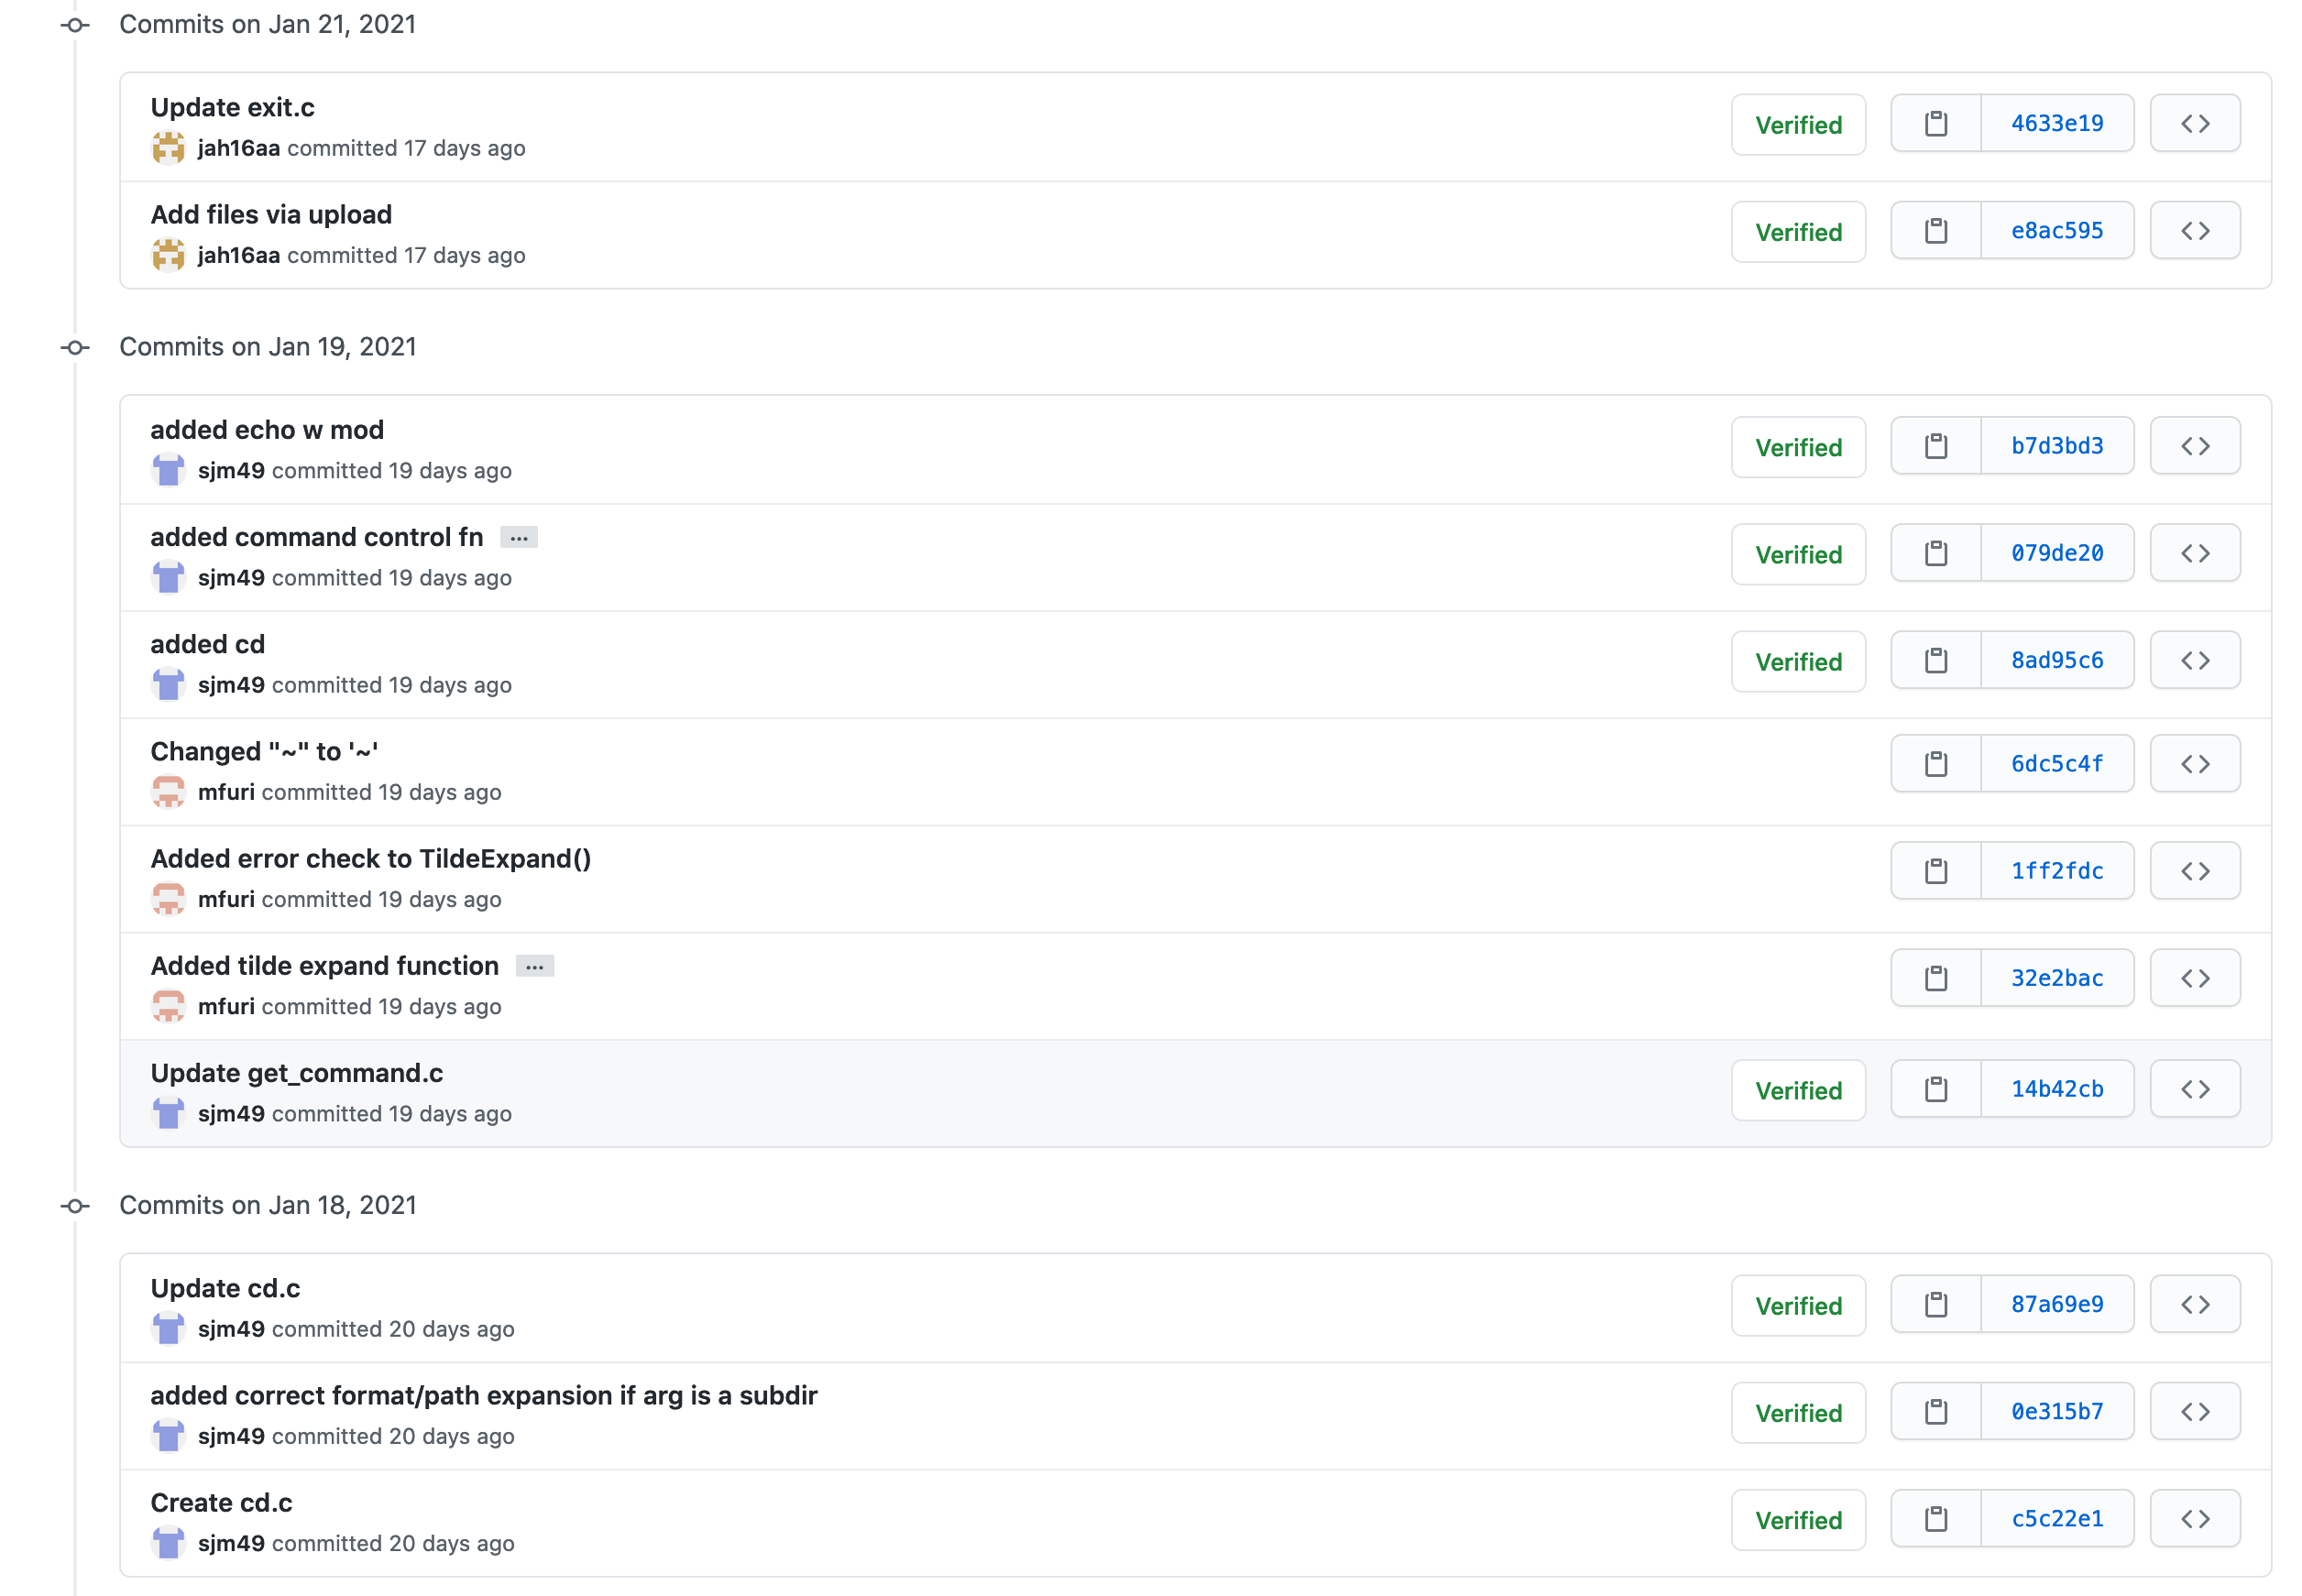 Commits on Jan 21, 2021
Update exit.c
Verified
4633e19
jah16aa committed 17 days ago
Add files via upload
Verified
e8ac595
jah16aa committed 17 days ago
Commits on Jan 19, 2021
added echo w mod
Verified
b7d3bd3
sjm49 committed 19 days ago
added command control fn ...
Verified
079de20
sjm49 committed 19 days ago
added cd
Verified
8ad95c6
sjm49 committed 19 days ago
Changed "~" to '~'
6dc5c4f
mfuri committed 19 days ago
Added error check to TildeExpand()
1ff2fdc
mfuri committed 19 days ago
Added tilde expand function ...
32e2bac
mfuri committed 19 days ago
Update get_command.c
Verified
14b42cb
sjm49 committed 19 days ago
Commits on Jan 18, 2021
Update cd.c
Verified
87a69e9
sjm49 committed 20 days ago
added correct format/path expansion if arg is a subdir
Verified
0e315b7
sjm49 committed 20 days ago
Create cd.c
Verified
c5c22e1
sjm49 committed 20 days ago